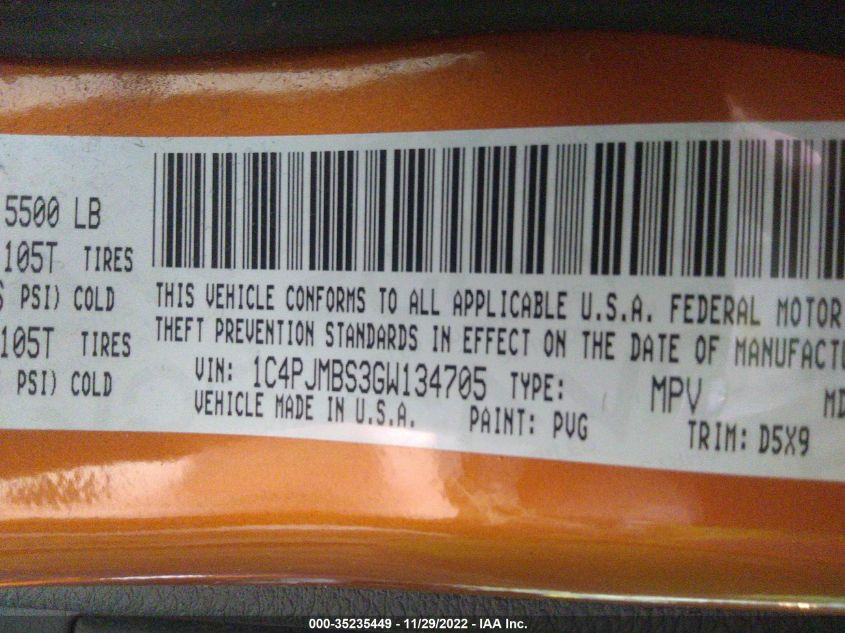 5500 LB
105T TIRES
PSI) COLD
105T TIRES
PSI) COLD
THIS VEHICLE CONFORMS TO ALL APPLICABLE U.S.A. FEDERAL MOTOR
THEFT PREVENTION STANDARDS IN EFFECT ON THE DATE OF MANUFACTU
VIN: 1C4PJMBS3GW134705 TYPE: MPV MD
VEHICLE MADE IN U.S.A. PAINT: PVG TRIM: D5X9
000-35235449 - 11/29/2022 - IAA Inc.